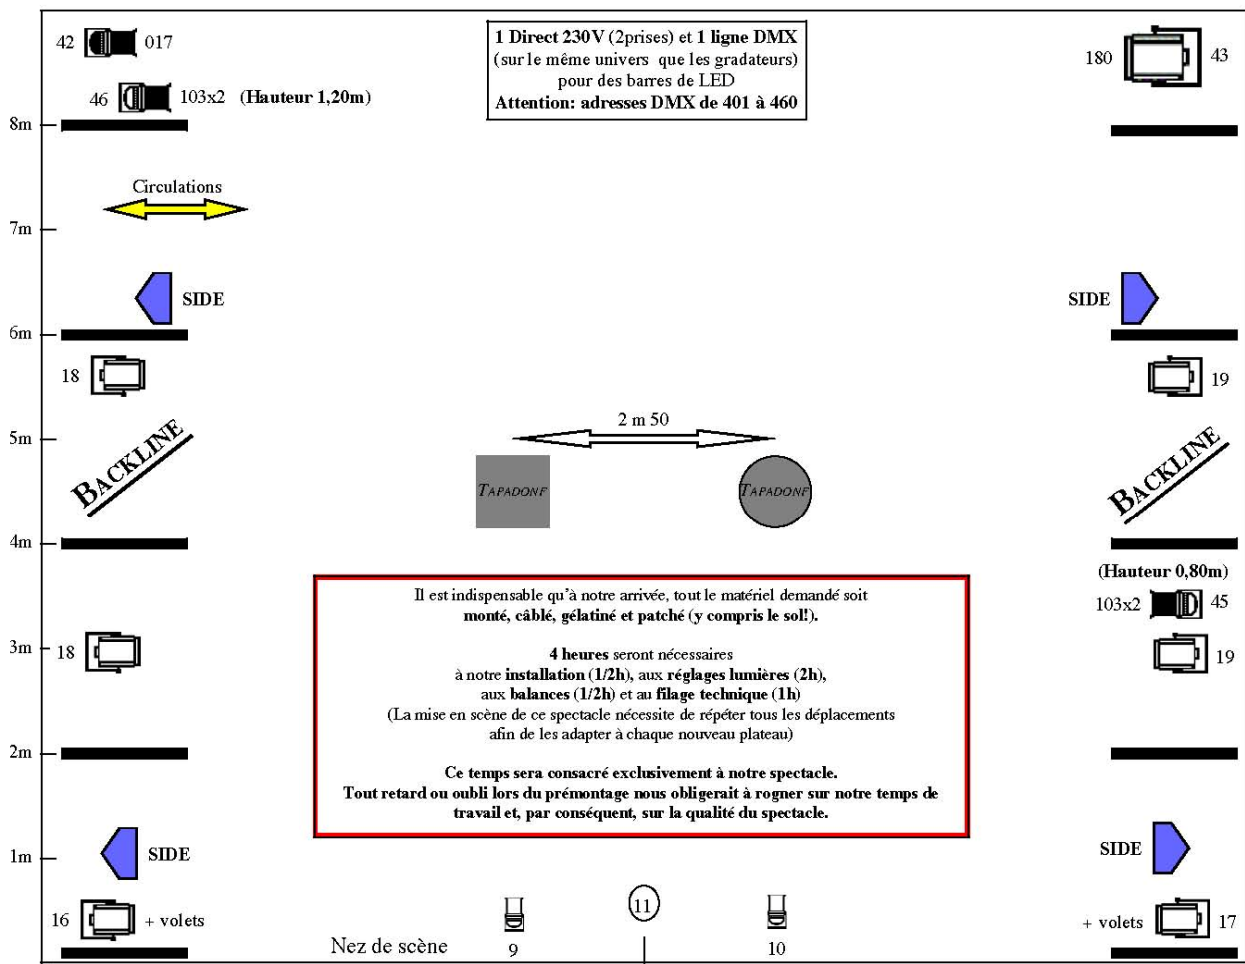 42 017
1 Direct 230V (2prises) et 1 ligne DMX
(sur le même univers que les gradateurs)
pour des barres de LED
Attention: adresses DMX de 401 à 460
180 43
46 103x2 (Hauteur 1,20m)
8m
Circulations
7m
SIDE SIDE
6m
18 19
2 m 50
5m
BACKLINE BACKLINE
TAPADONF TAPADONF
4m
(Hauteur 0,80m)
103x2 45
Il est indispensable qu'à notre arrivée, tout le matériel demandé soit
monté, câblé, gélatiné et patché (y compris le sol!).
4 heures seront nécessaires
à notre installation (1/2h), aux réglages lumières (2h),
aux balances (1/2h) et au filage technique (1h)
(La mise en scène de ce spectacle nécessite de répéter tous les déplacements
afin de les adapter à chaque nouveau plateau)
Ce temps sera consacré exclusivement à notre spectacle.
Tout retard ou oubli lors du prémontage nous obligerait à rogner sur notre temps de
travail et, par conséquent, sur la qualité du spectacle.
3m
18 19
2m
1m
SIDE SIDE
16 + volets
11
+ volets 17
Nez de scène 9 10